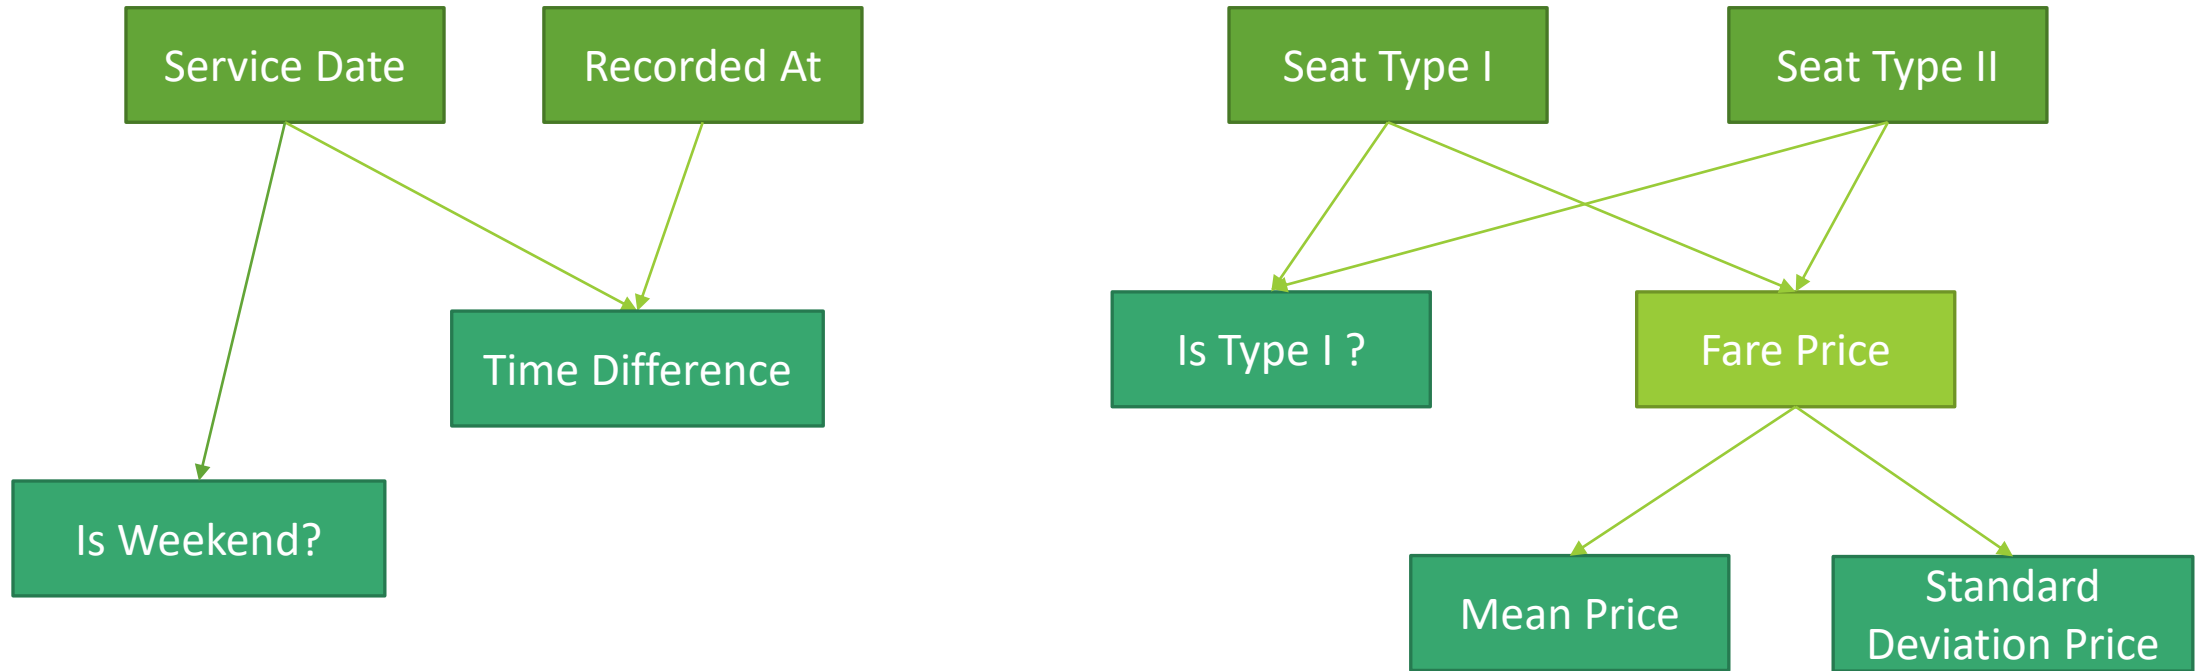 Service Date
Recorded At
Seat Type I
Seat Type II
Time Difference
Is Type I ?
Fare Price
Is Weekend?
Mean Price
Standard
Deviation Price